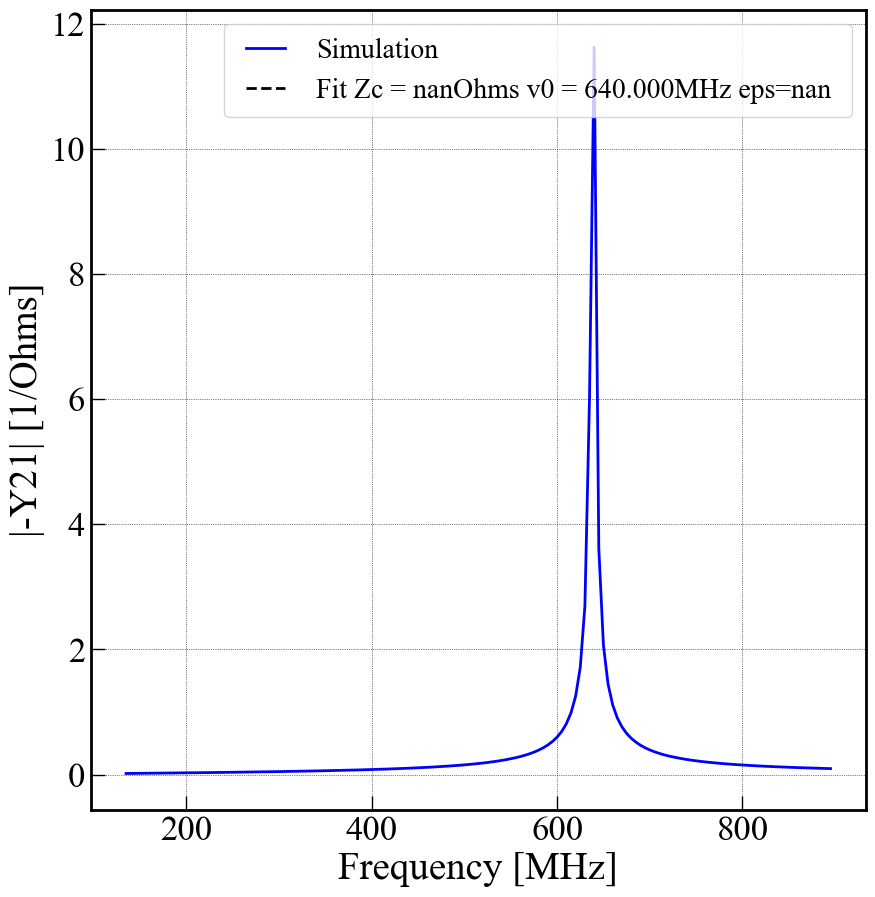 12
Simulation
Fit Zc = nanOhms v0 = 640.000MHz eps=nan
10
8
6
4
2
0
|-Y21| [1/Ohms]
200 400 600 800
Frequency [MHz]